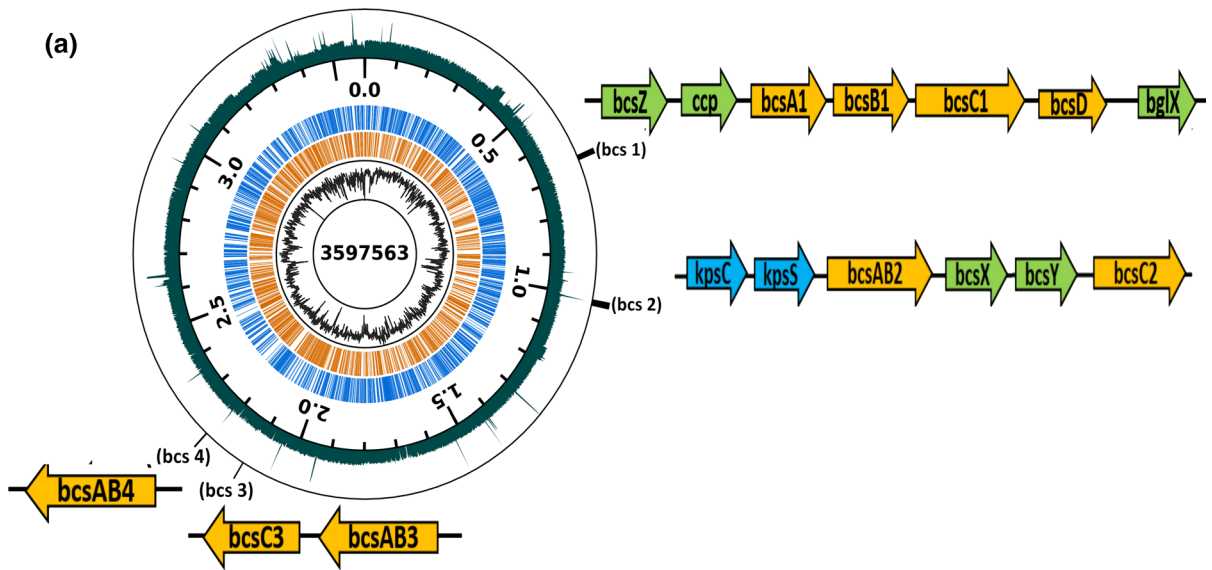 (a)
bcsZ ccp bcsA1 bcsB1 bcsC1 bcsD bglX
0.0
0.5
(bcs 1)
3.0
3597563
kpsC kpsS bcsAB2 bcsX bcsY bcsC2
1.0
(bcs 2)
2.5
1.5
2.0
(bcs 4)
(bcs 3)
bcsAB4
bcsC3 bcsAB3